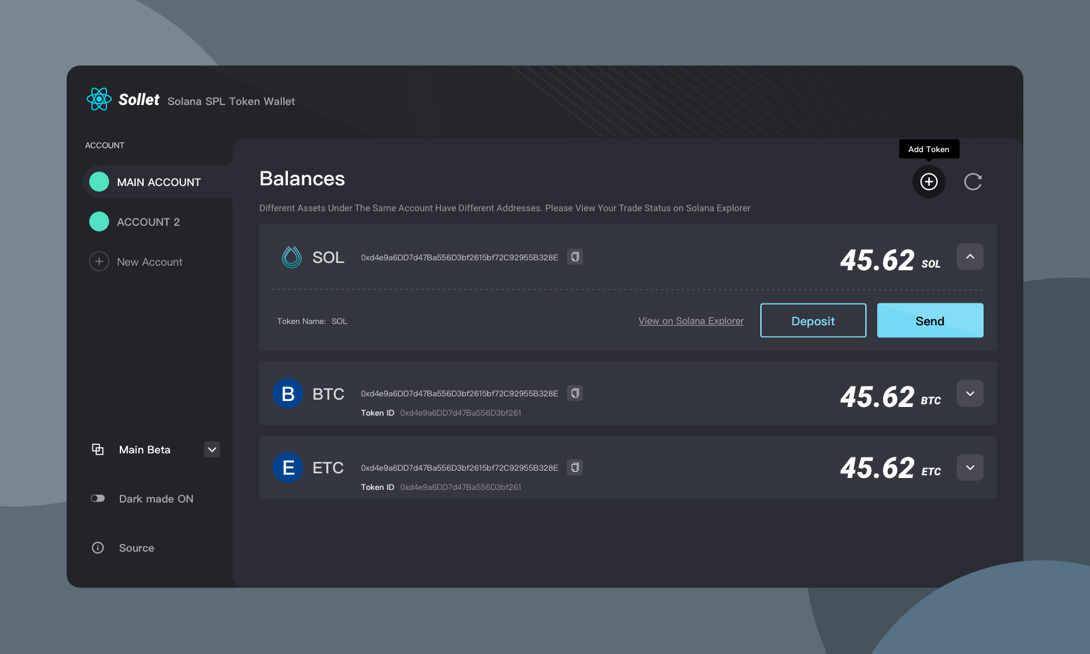 Sollet Solana SPL Token Wallet
ACCOUNT
MAIN ACCOUNT
ACCOUNT 2
New Account
Main Beta
Dark made ON
Source
Add Token
Balances
Different Assets Under The Same Account Have Different Addresses. Please View Your Trade Status on Solana Explorer
SOL 0xd4e9a6DD7d47Ba556D3bf2615bf72C92955B328E 45.62 SOL
Token Name: SOL View on Solana Explorer Deposit Send
B BTC 0xd4e9a6DD7d47Ba556D3bf2615bf72C92955B328E 45.62 BTC
Token ID 0xd4e9a6DD7d47Ba556D3bf261
E ETC 0xd4e9a6DD7d47Ba556D3bf2615bf72C92955B328E 45.62 ETC
Token ID 0xd4e9a6DD7d47Ba556D3bf261